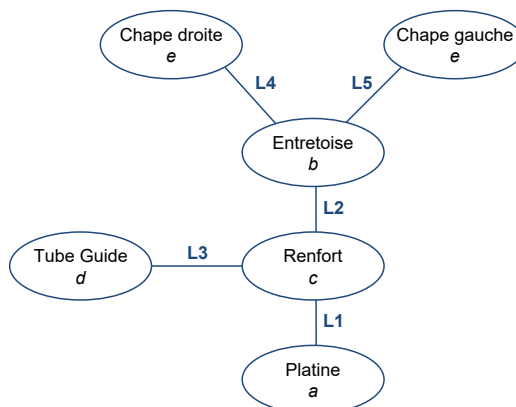 Chape droite
e
Chape gauche
e
L4
L5
Entretoise
b
L2
Tube Guide
d
L3
Renfort
c
L1
Platine
a